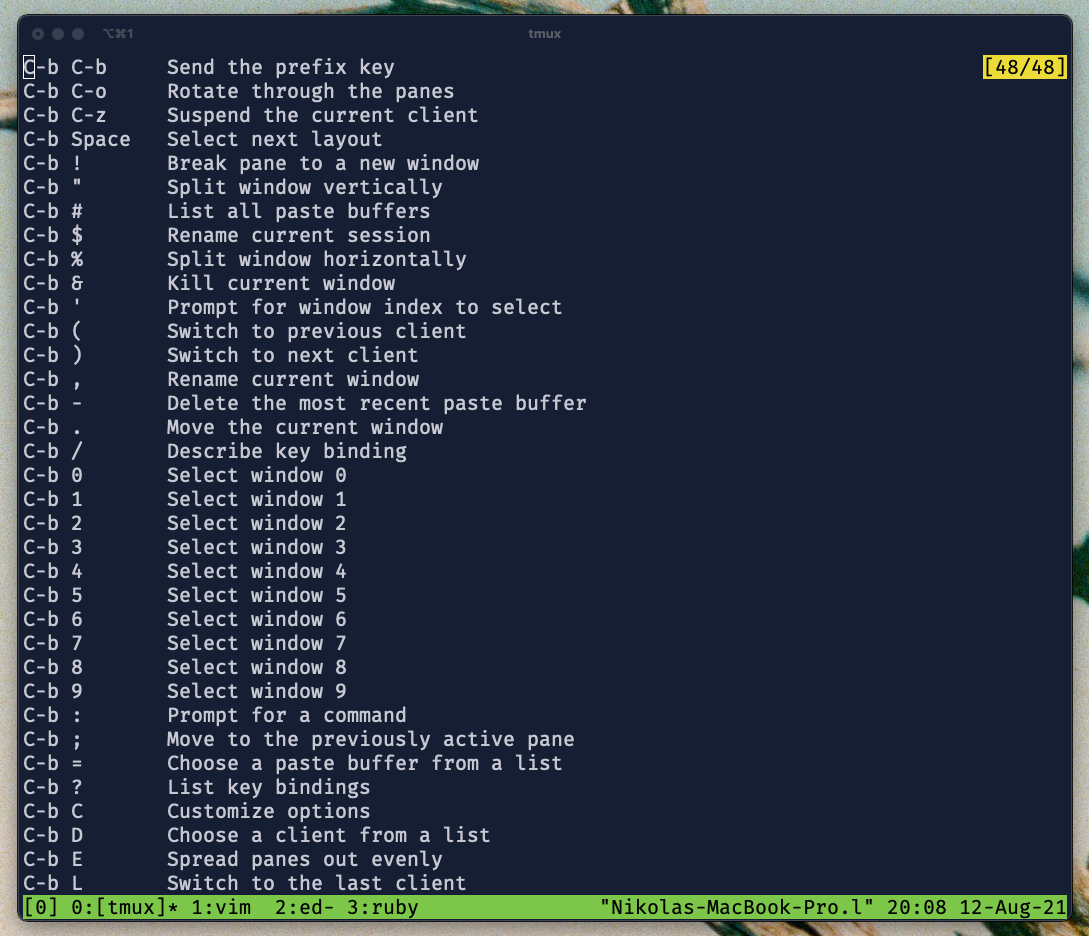 ⌥⌘1 tmux
C-b C-b     Send the prefix key [48/48]
C-b C-o     Rotate through the panes
C-b C-z     Suspend the current client
C-b Space   Select next layout
C-b !       Break pane to a new window
C-b "       Split window vertically
C-b #       List all paste buffers
C-b $       Rename current session
C-b %       Split window horizontally
C-b &       Kill current window
C-b '       Prompt for window index to select
C-b (       Switch to previous client
C-b )       Switch to next client
C-b ,       Rename current window
C-b -       Delete the most recent paste buffer
C-b .       Move the current window
C-b /       Describe key binding
C-b 0       Select window 0
C-b 1       Select window 1
C-b 2       Select window 2
C-b 3       Select window 3
C-b 4       Select window 4
C-b 5       Select window 5
C-b 6       Select window 6
C-b 7       Select window 7
C-b 8       Select window 8
C-b 9       Select window 9
C-b :       Prompt for a command
C-b ;       Move to the previously active pane
C-b =       Choose a paste buffer from a list
C-b ?       List key bindings
C-b C       Customize options
C-b D       Choose a client from a list
C-b E       Spread panes out evenly
C-b L       Switch to the last client
[0] 0:[tmux]* 1:vim  2:ed- 3:ruby "Nikolas-MacBook-Pro.l" 20:08 12-Aug-21